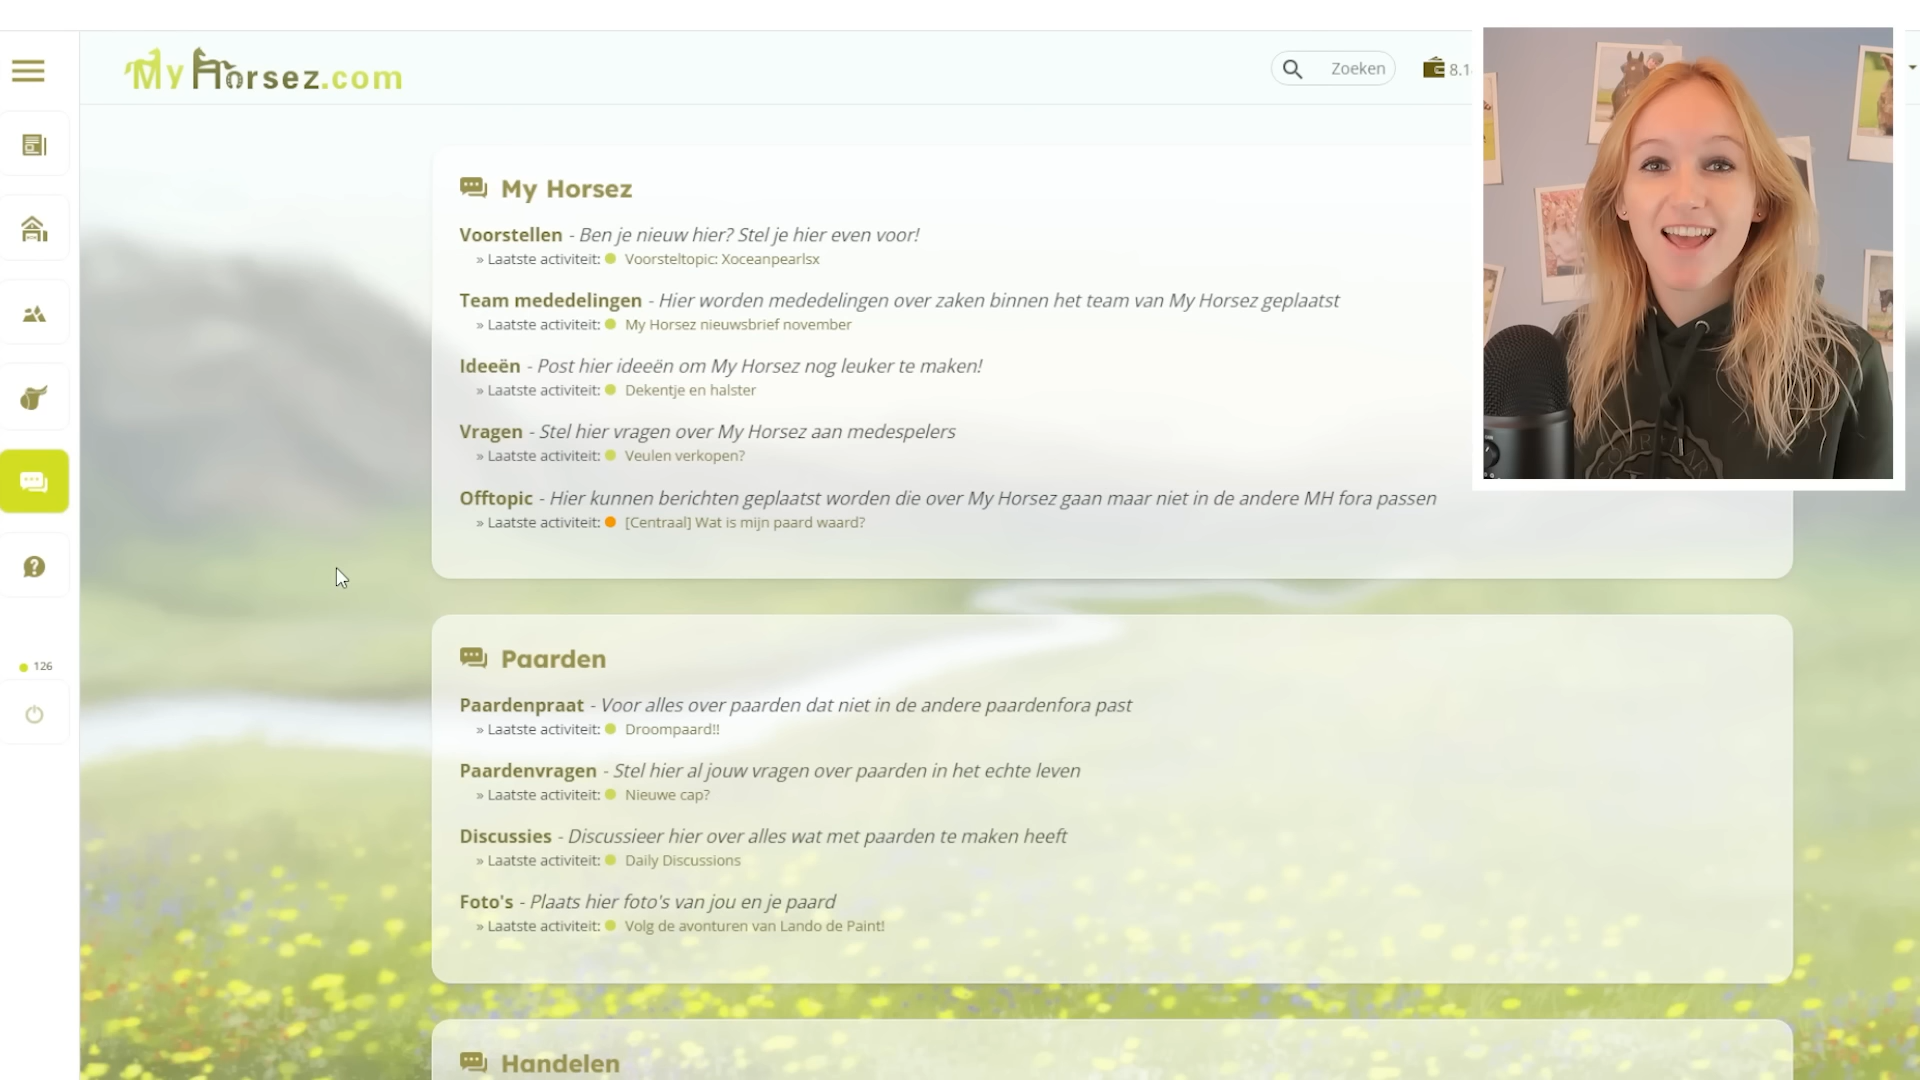 My Horsez.com
Zoeken
8.1
My Horsez
Voorstellen - Ben je nieuw hier? Stel je hier even voor!
» Laatste activiteit: Voorsteltopic: Xoceanpearlsx
Team mededelingen - Hier worden mededelingen over zaken binnen het team van My Horsez geplaatst
» Laatste activiteit: My Horsez nieuwsbrief november
Ideeën - Post hier ideeën om My Horsez nog leuker te maken!
» Laatste activiteit: Dekentje en halster
Vragen - Stel hier vragen over My Horsez aan medespelers
» Laatste activiteit: Veulen verkopen?
Offtopic - Hier kunnen berichten geplaatst worden die over My Horsez gaan maar niet in de andere MH fora passen
» Laatste activiteit: [Centraal] Wat is mijn paard waard?
126
Paarden
Paardenpraat - Voor alles over paarden dat niet in de andere paardenfora past
» Laatste activiteit: Droompaard!!
Paardenvragen - Stel hier al jouw vragen over paarden in het echte leven
» Laatste activiteit: Nieuwe cap?
Discussies - Discussieer hier over alles wat met paarden te maken heeft
» Laatste activiteit: Daily Discussions
Foto's - Plaats hier foto's van jou en je paard
» Laatste activiteit: Volg de avonturen van Lando de Paint!
Handelen